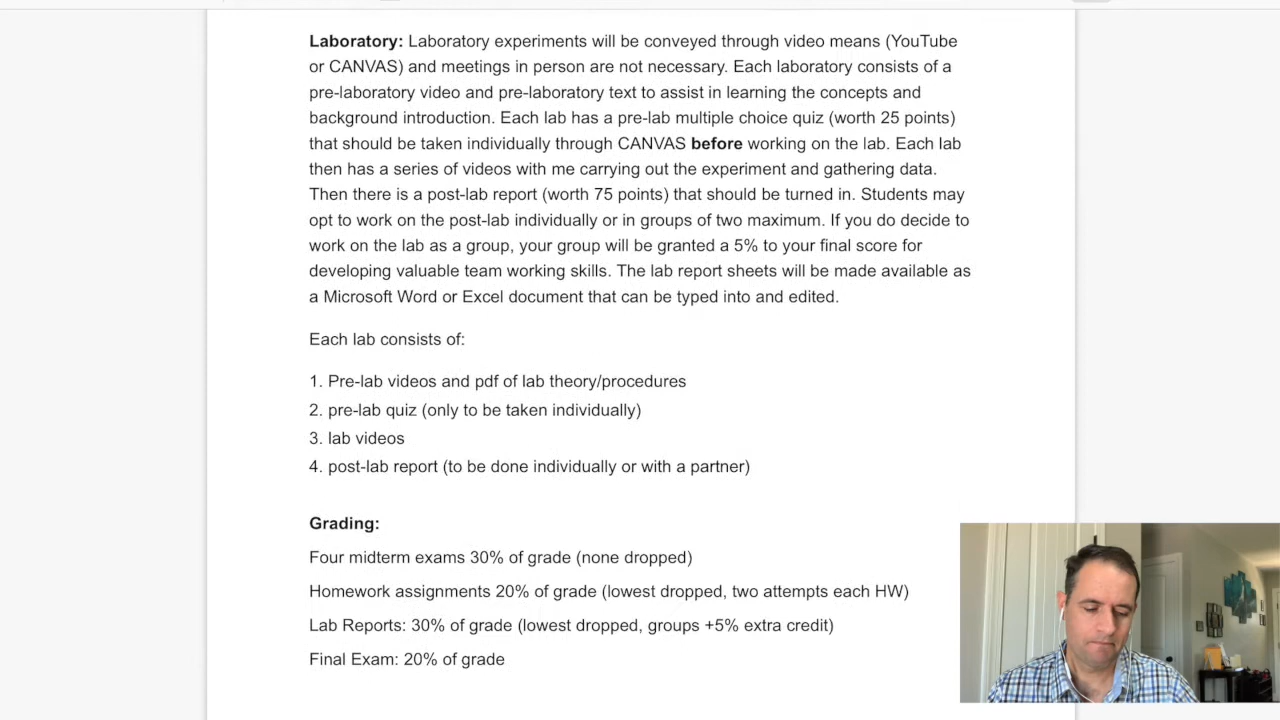 Laboratory: Laboratory experiments will be conveyed through video means (YouTube
or CANVAS) and meetings in person are not necessary. Each laboratory consists of a
pre-laboratory video and pre-laboratory text to assist in learning the concepts and
background introduction. Each lab has a pre-lab multiple choice quiz (worth 25 points)
that should be taken individually through CANVAS before working on the lab. Each lab
then has a series of videos with me carrying out the experiment and gathering data.
Then there is a post-lab report (worth 75 points) that should be turned in. Students may
opt to work on the post-lab individually or in groups of two maximum. If you do decide to
work on the lab as a group, your group will be granted a 5% to your final score for
developing valuable team working skills. The lab report sheets will be made available as
a Microsoft Word or Excel document that can be typed into and edited.
Each lab consists of:
1. Pre-lab videos and pdf of lab theory/procedures
2. pre-lab quiz (only to be taken individually)
3. lab videos
4. post-lab report (to be done individually or with a partner)
Grading:
Four midterm exams 30% of grade (none dropped)
Homework assignments 20% of grade (lowest dropped, two attempts each HW)
Lab Reports: 30% of grade (lowest dropped, groups +5% extra credit)
Final Exam: 20% of grade